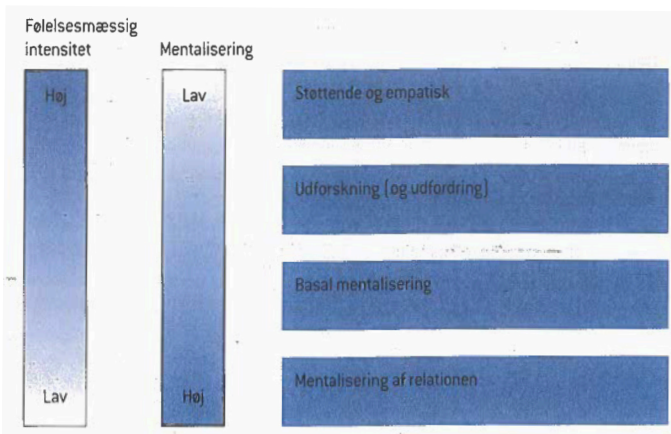 Følelsesmæssig
intensitet
Mentalisering
Høj
Lav
Støttende og empatisk
Udforskning (og udfordring)
Basal mentalisering
Mentalisering af relationen
Lav
Høj